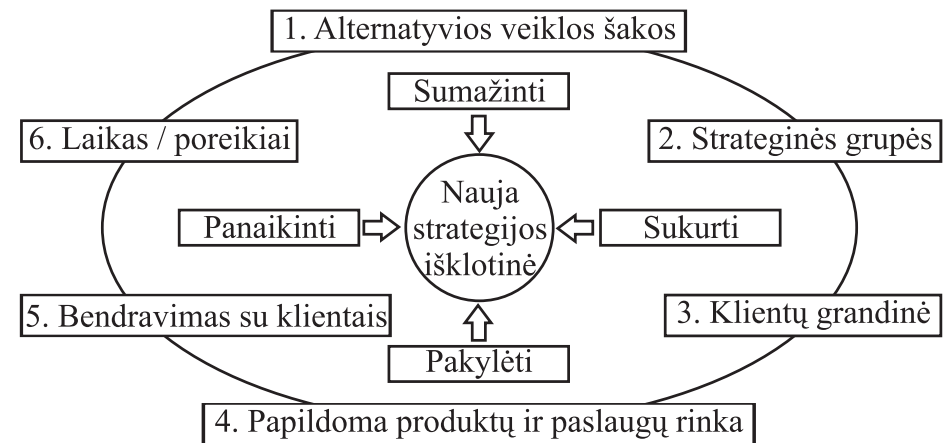 1. Alternatyvios veiklos šakos
Sumažinti
6. Laikas / poreikiai
2. Strateginės grupės
Nauja
strategijos
išklotinė
Panaikinti
Sukurti
5. Bendravimas su klientais
3. Klientų grandinė
Pakylėti
4. Papildoma produktų ir paslaugų rinka